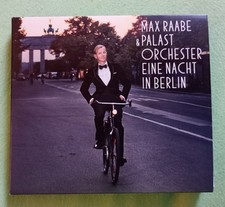 MAX RAABE
& PALAST
ORCHESTER
EINE NACHT
IN BERLIN